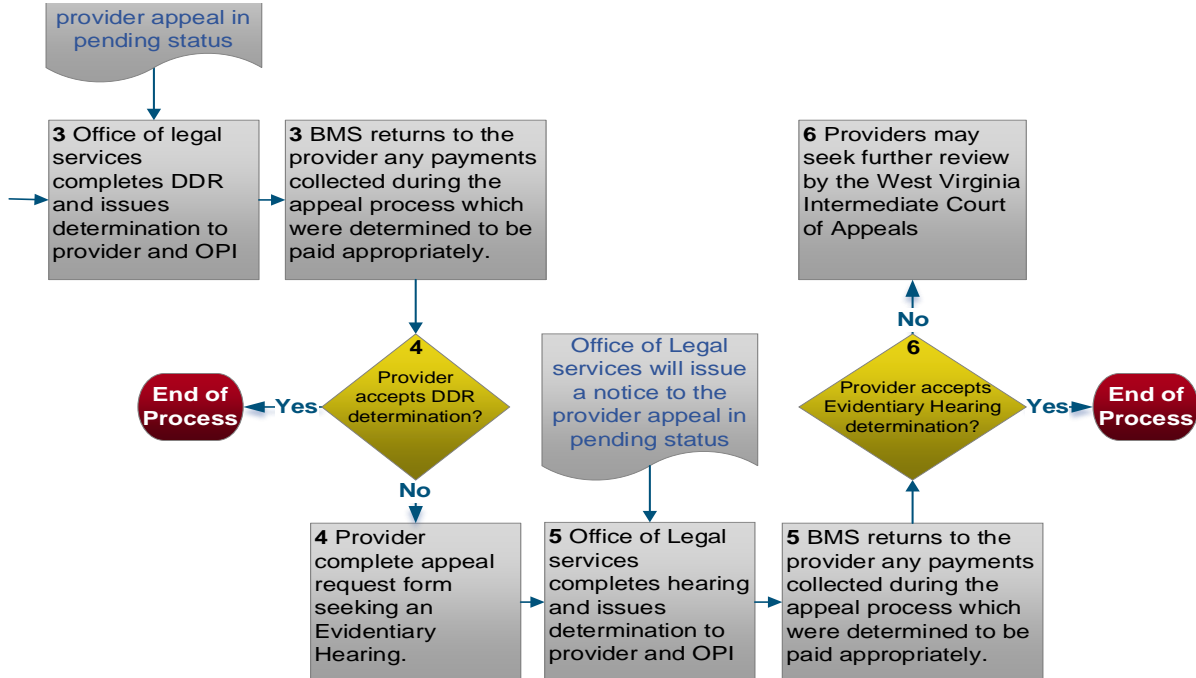 provider appeal in
pending status
3 Office of legal
services
completes DDR
and issues
determination to
provider and OPI
3 BMS returns to the
provider any payments
collected during the
appeal process which
were determined to be
paid appropriately.
4
Provider
accepts DDR
determination?
Yes
End of
Process
No
4 Provider
complete appeal
request form
seeking an
Evidentiary
Hearing.
Office of Legal
services will issue
a notice to the
provider appeal in
pending status
5 Office of Legal
services
completes hearing
and issues
determination to
provider and OPI
5 BMS returns to the
provider any payments
collected during the
appeal process which
were determined to be
paid appropriately.
6
Provider accepts
Evidentiary Hearing
determination?
Yes
End of
Process
No
6 Providers may
seek further review
by the West Virginia
Intermediate Court
of Appeals